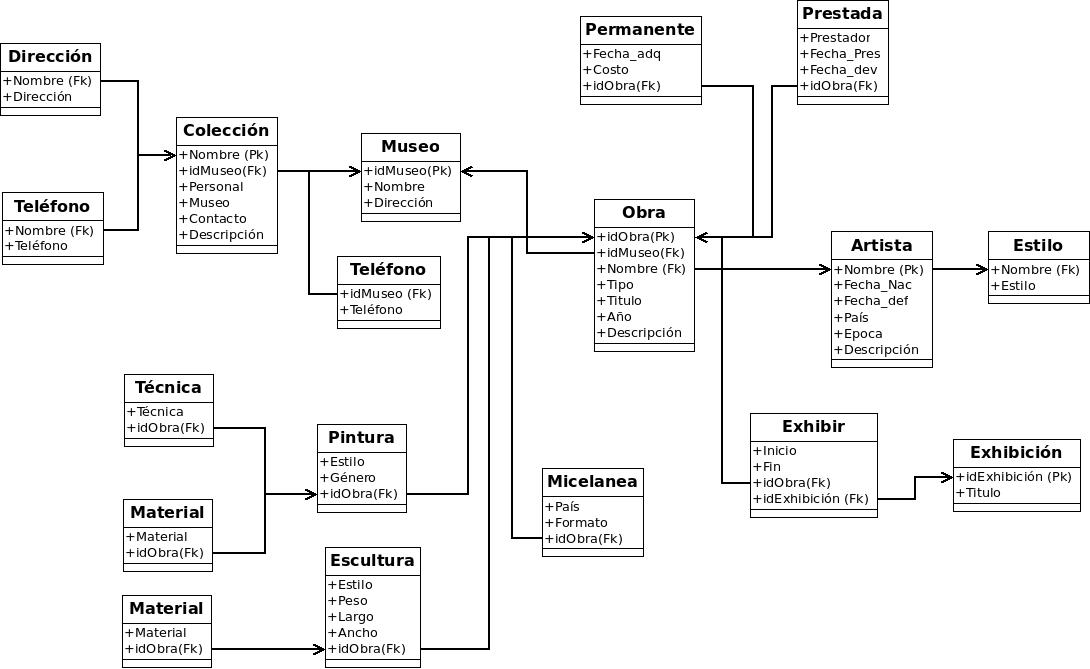 Dirección
+Nombre (Fk)
+Dirección
Teléfono
+Nombre (Fk)
+Teléfono
Colección
+Nombre (Pk)
+idMuseo(Fk)
+Personal
+Museo
+Contacto
+Descripción
Museo
+idMuseo(Pk)
+Nombre
+Dirección
Teléfono
+idMuseo (Fk)
+Teléfono
Permanente
+Fecha_adq
+Costo
+idObra(Fk)
Prestada
+Prestador
+Fecha_Pres
+Fecha_dev
+idObra(Fk)
Obra
+idObra(Pk)
+idMuseo(Fk)
+Nombre (Fk)
+Tipo
+Titulo
+Año
+Descripción
Artista
+Nombre (Pk)
+Fecha_Nac
+Fecha_def
+País
+Epoca
+Descripción
Estilo
+Nombre (Fk)
+Estilo
Técnica
+Técnica
+idObra(Fk)
Material
+Material
+idObra(Fk)
Material
+Material
+idObra(Fk)
Pintura
+Estilo
+Género
+idObra(Fk)
Escultura
+Estilo
+Peso
+Largo
+Ancho
+idObra(Fk)
Micelanea
+País
+Formato
+idObra(Fk)
Exhibir
+Inicio
+Fin
+idObra(Fk)
+idExhibición (Fk)
Exhibición
+idExhibición (Pk)
+Titulo